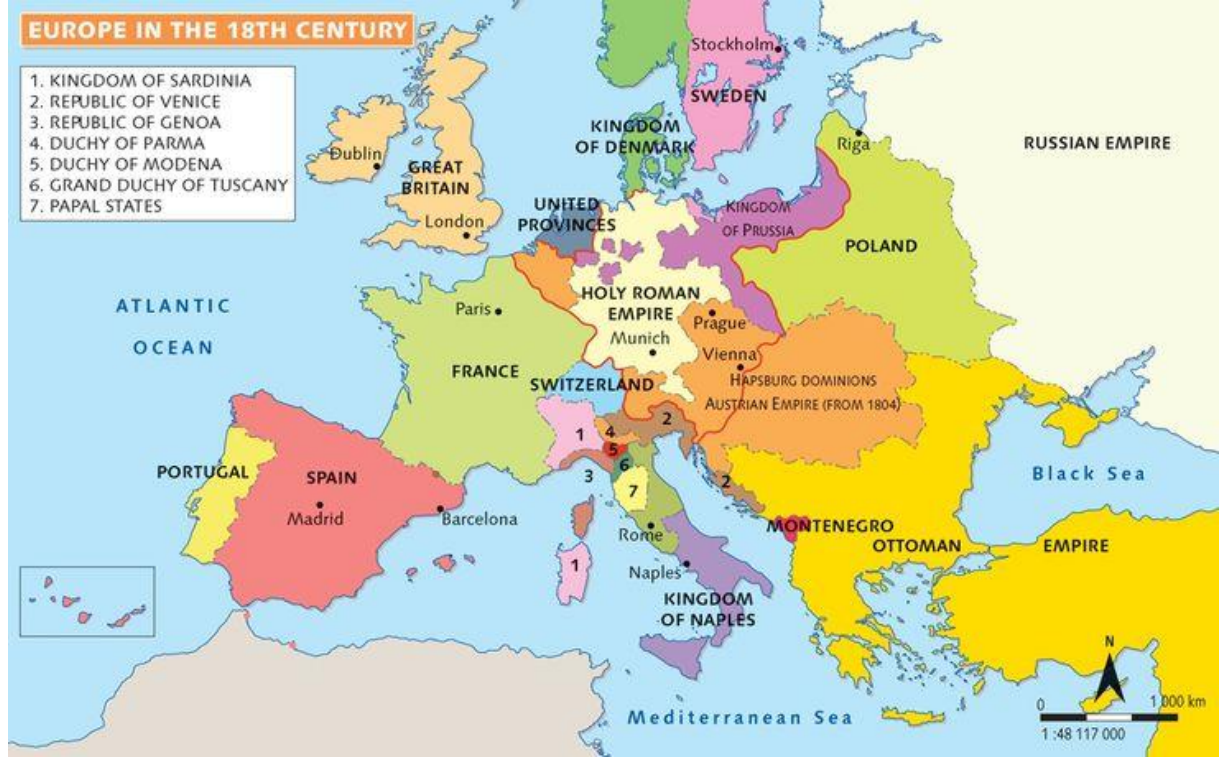 EUROPE IN THE 18TH CENTURY
1. KINGDOM OF SARDINIA
2. REPUBLIC OF VENICE
3. REPUBLIC OF GENOA
4. DUCHY OF PARMA
5. DUCHY OF MODENA
6. GRAND DUCHY OF TUSCANY
7. PAPAL STATES
Stockholm
SWEDEN
KINGDOM
OF DENMARK
Riga
RUSSIAN EMPIRE
Dublin
GREAT
BRITAIN
London
UNITED
PROVINCES
KINGDOM
OF PRUSSIA
POLAND
ATLANTIC
OCEAN
Paris
HOLY ROMAN
EMPIRE
Munich
Prague
Vienna
HAPSBURG DOMINIONS
AUSTRIAN EMPIRE (FROM 1804)
FRANCE
SWITZERLAND
1
2
3
4
5
6
7
2
1
PORTUGAL
SPAIN
Madrid
Barcelona
Rome
Naples
KINGDOM
OF NAPLES
MONTENEGRO
OTTOMAN EMPIRE
Black Sea
Mediterranean Sea
N
0 1 000 km
1 :48 117 000